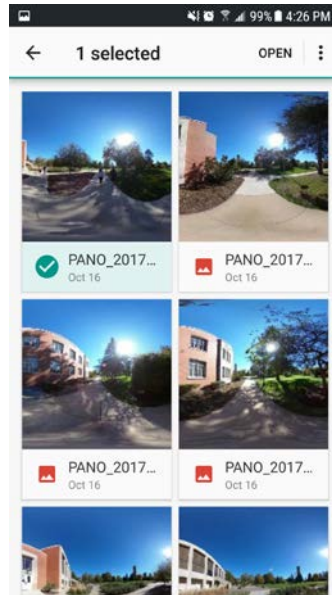 99% 4:26 PM
1 selected
OPEN
PANO_2017...
Oct 16
PANO_2017...
Oct 16
PANO_2017...
Oct 16
PANO_2017...
Oct 16